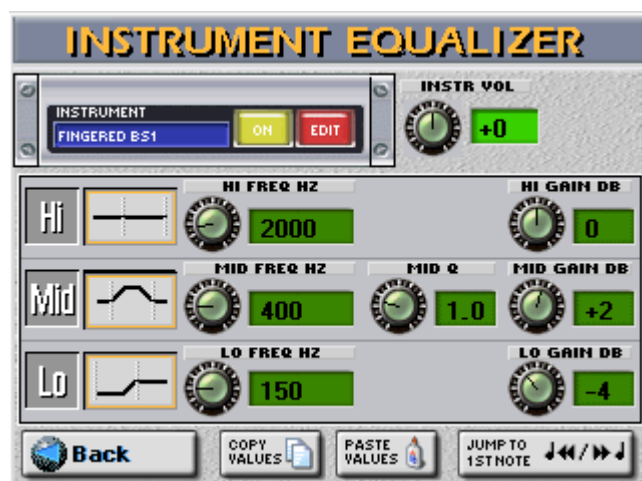 INSTRUMENT EQUALIZER
INSTRUMENT
FINGERED BS1
ON
EDIT
INSTR VOL
+0
Hi
HI FREQ HZ
2000
HI GAIN DB
0
Mid
MID FREQ HZ
400
MID Q
1.0
MID GAIN DB
+2
Lo
LO FREQ HZ
150
LO GAIN DB
-4
Back
COPY
VALUES
PASTE
VALUES
JUMP TO
1ST NOTE